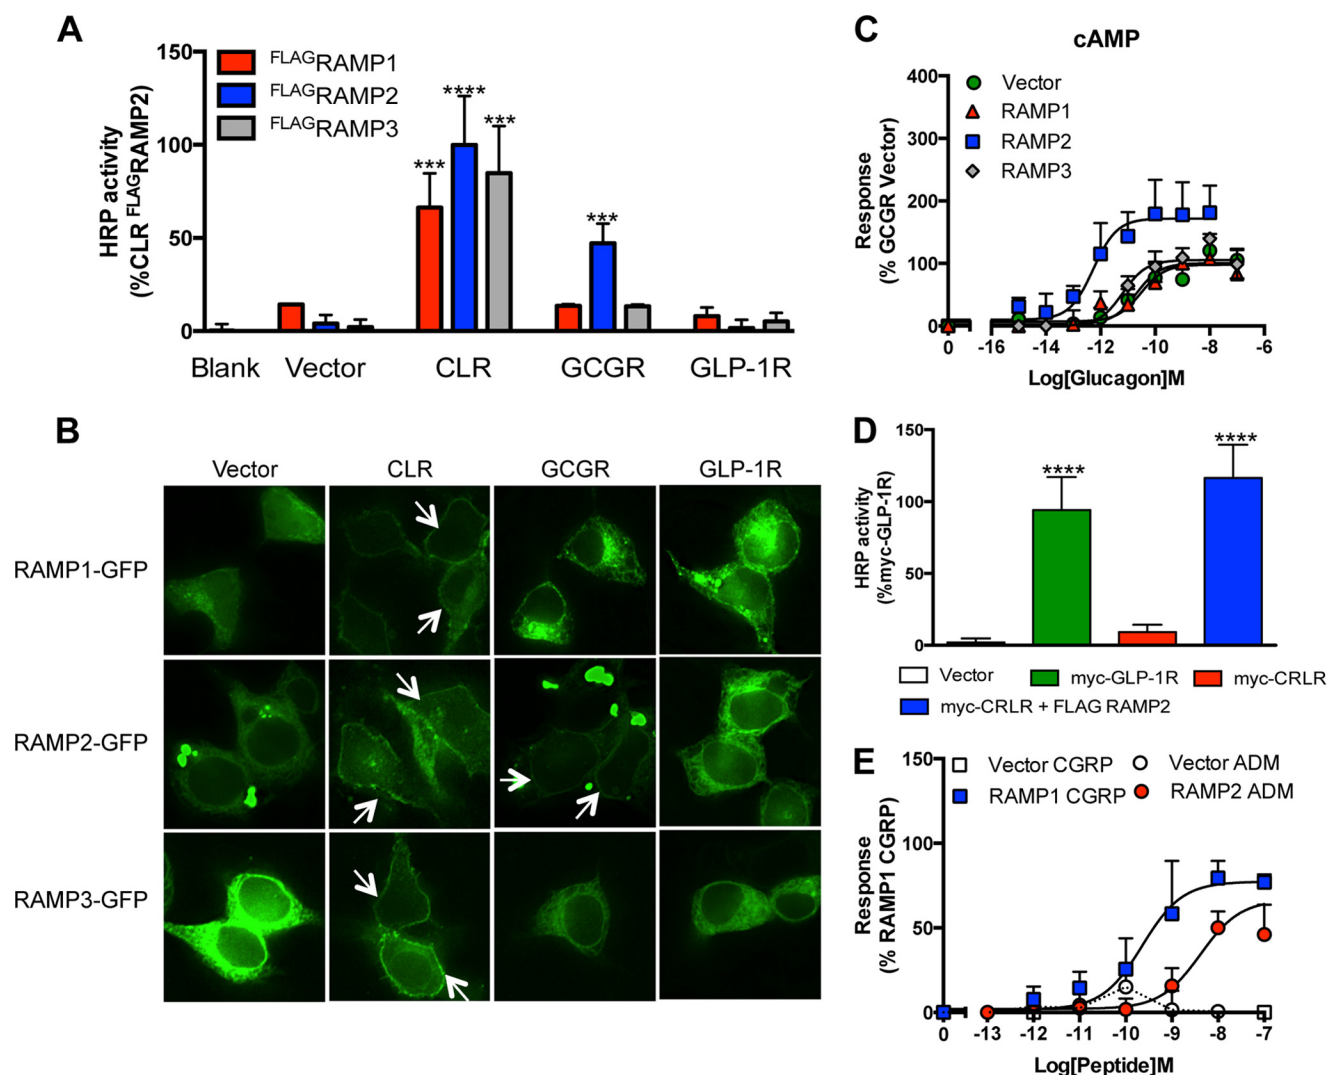 A
HRP activity
(%CLR FLAGRAMP2)
150
100
50
0
FLAGRAMP1
FLAGRAMP2
FLAGRAMP3
***
****
***
***
Blank Vector CLR GCGR GLP-1R
B
Vector CLR GCGR GLP-1R
RAMP1-GFP
RAMP2-GFP
RAMP3-GFP
C
cAMP
Response
(% GCGR Vector)
400
300
200
100
0
Vector
RAMP1
RAMP2
RAMP3
0 -16 -14 -12 -10 -8 -6
Log[Glucagon]M
D
HRP activity
(%myc-GLP-1R)
150
100
50
0
****
****
Vector myc-GLP-1R myc-CRLR
myc-CRLR + FLAG RAMP2
E
Response
(% RAMP1 CGRP)
150
100
50
0
Vector CGRP Vector ADM
RAMP1 CGRP RAMP2 ADM
0 -13 -12 -11 -10 -9 -8 -7
Log[Peptide]M